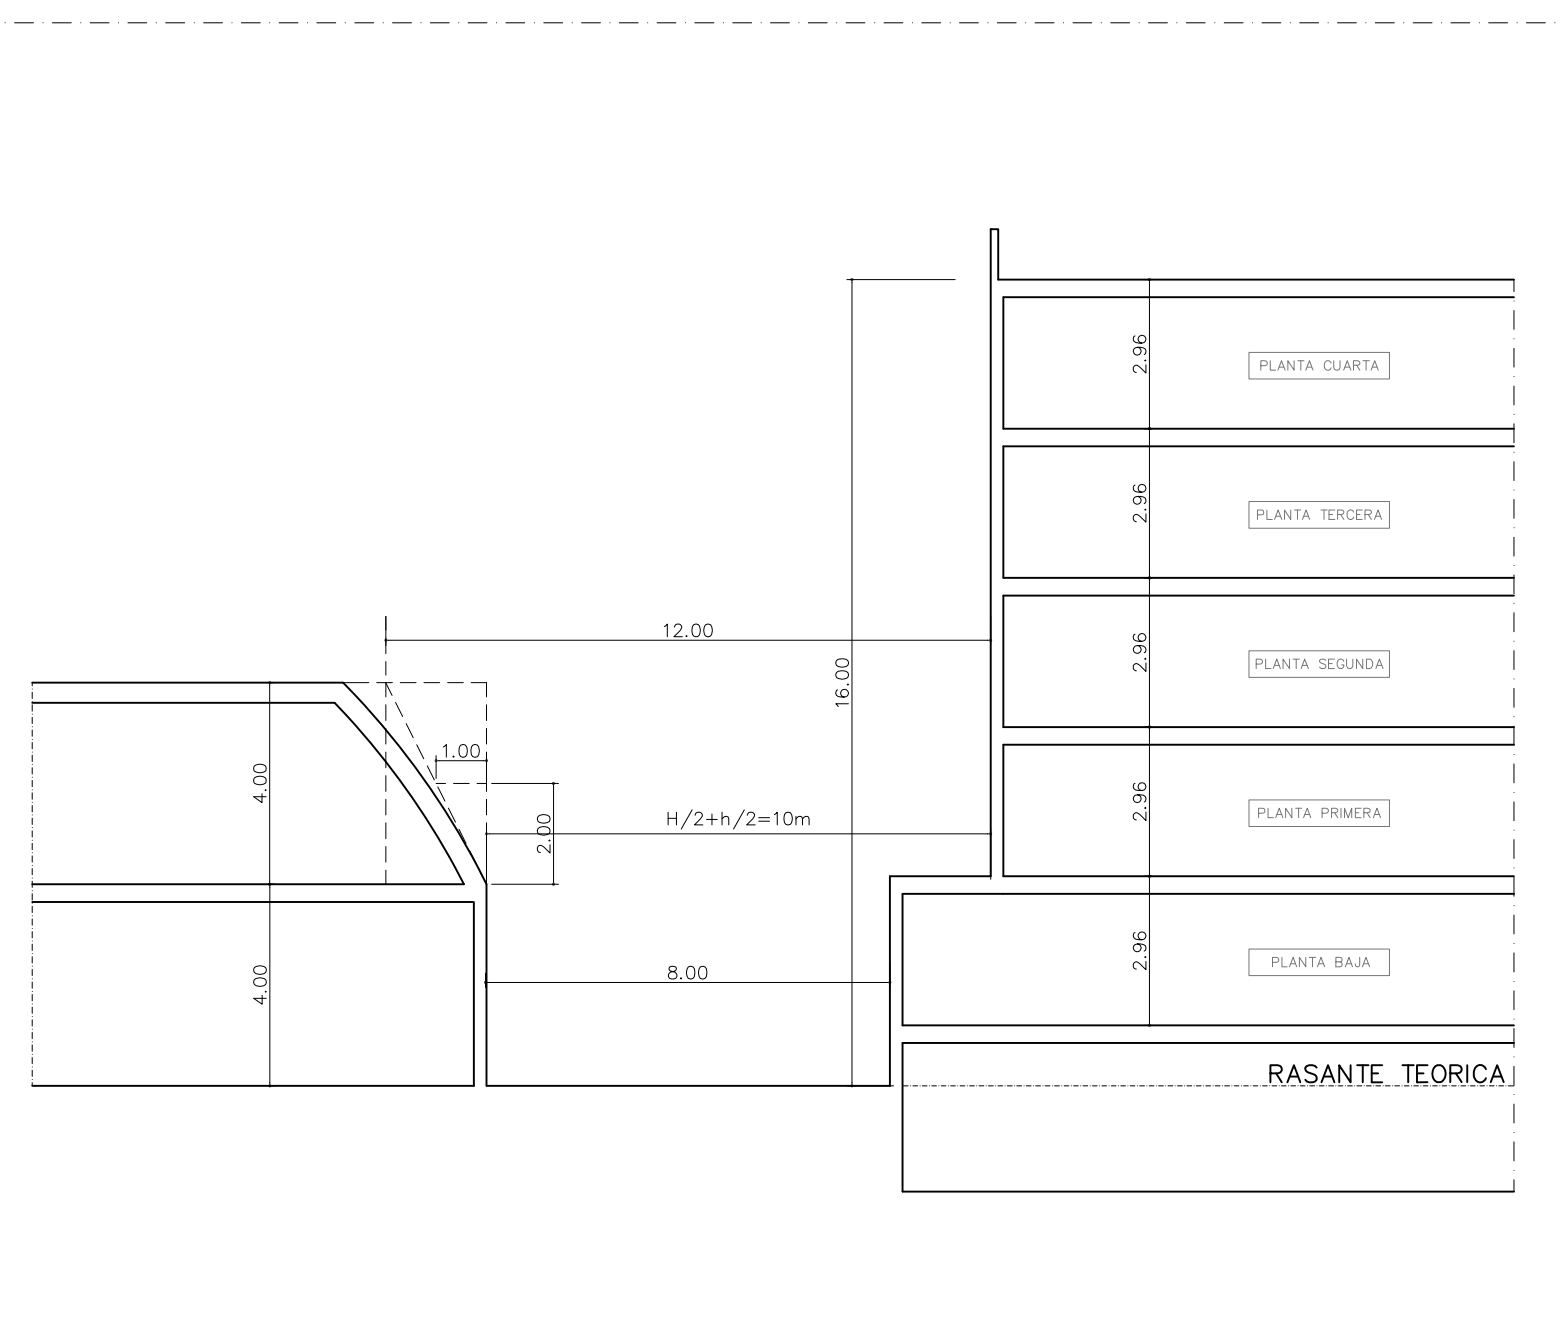 2.96
PLANTA CUARTA
2.96
PLANTA TERCERA
12.00
2.96
PLANTA SEGUNDA
16.00
1.00
4.00
2.96
PLANTA PRIMERA
H/2+h/2=10m
2.00
2.96
PLANTA BAJA
8.00
4.00
RASANTE TEORICA